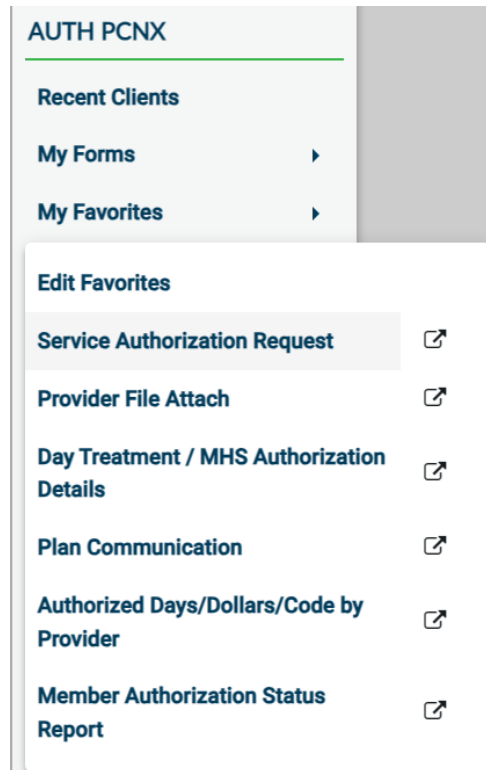 AUTH PCNX
Recent Clients
My Forms
My Favorites
Edit Favorites
Service Authorization Request
Provider File Attach
Day Treatment / MHS Authorization
Details
Plan Communication
Authorized Days/Dollars/Code by
Provider
Member Authorization Status
Report